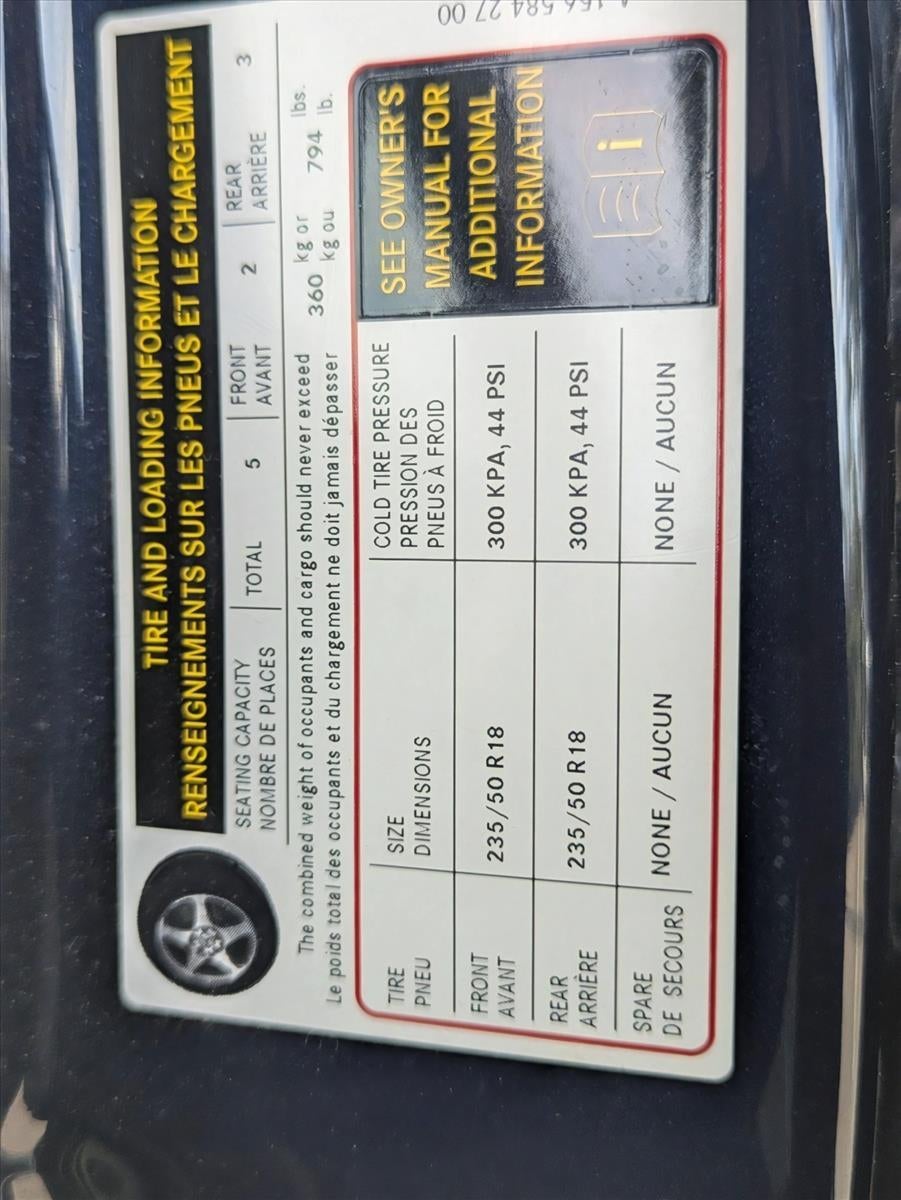 TIRE AND LOADING INFORMATION
RENSEIGNEMENTS SUR LES PNEUS ET LE CHARGEMENT
SEATING CAPACITY TOTAL 5 FRONT 2 REAR 3
NOMBRE DE PLACES AVANT ARRIÈRE
The combined weight of occupants and cargo should never exceed 360 kg or 794 lbs.
Le poids total des occupants et du chargement ne doit jamais dépasser kg ou lb.
TIRE SIZE COLD TIRE PRESSURE
PNEU DIMENSIONS PRESSION DES
PNEUS À FROID
FRONT 235/50 R18 300 KPA, 44 PSI
AVANT
REAR 235/50 R18 300 KPA, 44 PSI
ARRIÈRE
SPARE NONE / AUCUN NONE / AUCUN
DE SECOURS
SEE OWNER'S
MANUAL FOR
ADDITIONAL
INFORMATION
i
584 27 00